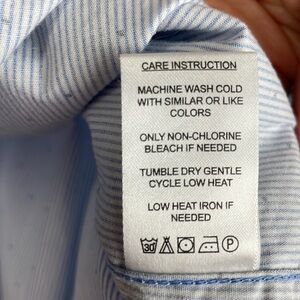 CARE INSTRUCTION
MACHINE WASH COLD
WITH SIMILAR OR LIKE
COLORS
ONLY NON-CHLORINE
BLEACH IF NEEDED
TUMBLE DRY GENTLE
CYCLE LOW HEAT
LOW HEAT IRON IF
NEEDED
30 P